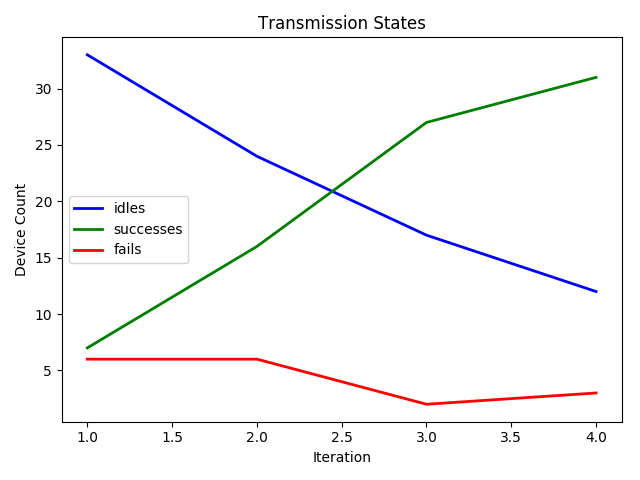 Transmission States
Device Count
30
25
20
15
10
5
idles
successes
fails
1.0 1.5 2.0 2.5 3.0 3.5 4.0
Iteration